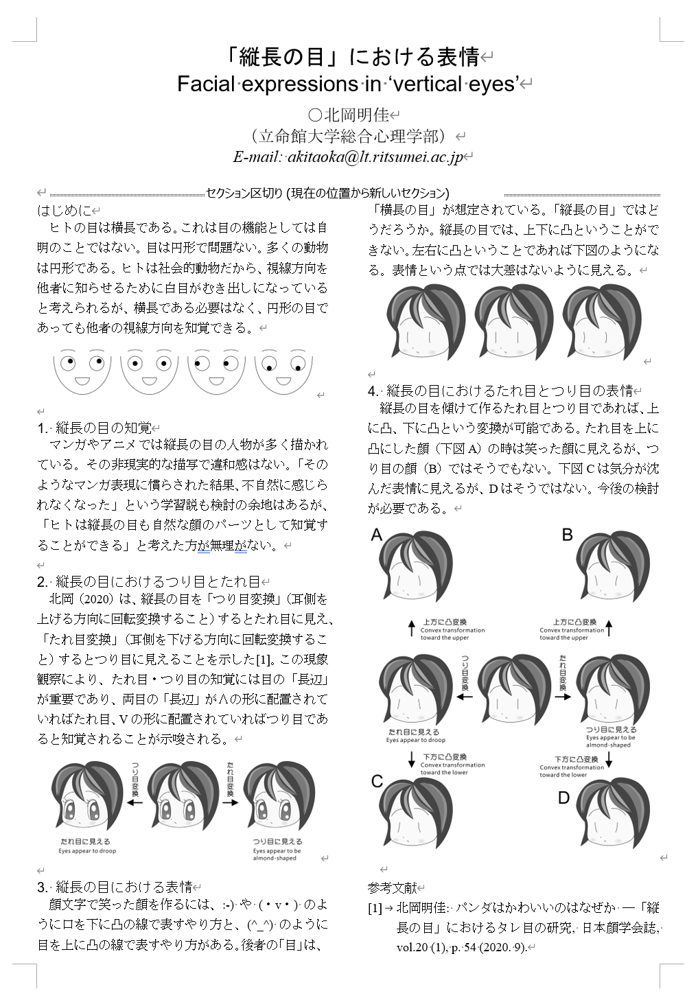 「縦長の目」における表情
Facial expressions in ‘vertical eyes’
○北岡明佳
（立命館大学総合心理学部）
E-mail: akitaoka@lt.ritsumei.ac.jp
セクション区切り (現在の位置から新しいセクション)
はじめに
ヒトの目は横長である。これは目の機能としては自
明のことではない。目は円形で問題ない。多くの動物
は円形である。ヒトは社会的動物だから、視線方向を
他者に知らせるために白目がむき出しになっている
と考えられるが、横長である必要はなく、円形の目で
あっても他者の視線方向を知覚できる。
1. 縦長の目の知覚
マンガやアニメでは縦長の目の人物が多く描かれ
ている。その非現実的な描写で違和感はない。「その
ようなマンガ表現に慣らされた結果、不自然に感じら
れなくなった」という学習説も検討の余地はあるが、
「ヒトは縦長の目も自然な顔のパーツとして知覚す
ることができる」と考えた方が無理がない。
2. 縦長の目におけるつり目とたれ目
北岡（2020）は、縦長の目を「つり目変換」（耳側を
上げる方向に回転変換すること）するとたれ目に見え、
「たれ目変換」（耳側を下げる方向に回転変換するこ
と）するとつり目に見えることを示した[1]。この現象
観察により、たれ目・つり目の知覚には目の「長辺」
が重要であり、両目の「長辺」がΛの形に配置されて
いればたれ目、V の形に配置されていればつり目であ
ると知覚されることが示唆される。
つり目変換
たれ目変換
たれ目に見える
Eyes appear to droop
つり目に見える
Eyes appear to be
almond-shaped
3. 縦長の目における表情
顔文字で笑った顔を作るには、:-) や (・v・) のよ
うに口を下に凸の線で表すやり方と、(^_^) のように
目を上に凸の線で表すやり方がある。後者の「目」は、
「横長の目」が想定されている。「縦長の目」ではど
うだろうか。縦長の目では、上下に凸ということがで
きない。左右に凸ということであれば下図のようにな
る。表情という点では大差はないように見える。
4. 縦長の目におけるたれ目とつり目の表情
縦長の目を傾けて作るたれ目とつり目であれば、上
に凸、下に凸という変換が可能である。たれ目を上に
凸にした顔（下図 A）の時は笑った顔に見えるが、つ
り目の顔（B）ではそうでもない。下図 C は気分が沈
んだ表情に見えるが、D はそうではない。今後の検討
が必要である。
A
B
上方に凸変換
Convex transformation
toward the upper
上方に凸変換
Convex transformation
toward the upper
つり目変換
たれ目変換
たれ目に見える
Eyes appear to droop
つり目に見える
Eyes appear to be
almond-shaped
下方に凸変換
Convex transformation
toward the lower
下方に凸変換
Convex transformation
toward the lower
C
D
参考文献
[1] 北岡明佳: パンダはかわいいのはなぜか ―「縦
長の目」におけるタレ目の研究, 日本顔学会誌,
vol.20 (1), p. 54 (2020. 9).